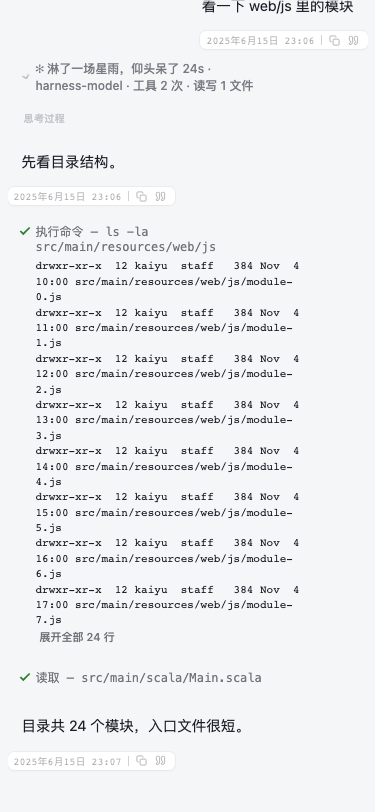 看一下 web/js 里的模块
2025年6月15日 23:06
✻ 淋了一场星雨，仰头呆了 24s ·
harness-model · 工具 2 次 · 读写 1 文件
思考过程
先看目录结构。
2025年6月15日 23:06
执行命令 — ls -la
src/main/resources/web/js
drwxr-xr-x  12 kaiyu  staff   384 Nov  4
10:00 src/main/resources/web/js/module-
0.js
drwxr-xr-x  12 kaiyu  staff   384 Nov  4
11:00 src/main/resources/web/js/module-
1.js
drwxr-xr-x  12 kaiyu  staff   384 Nov  4
12:00 src/main/resources/web/js/module-
2.js
drwxr-xr-x  12 kaiyu  staff   384 Nov  4
13:00 src/main/resources/web/js/module-
3.js
drwxr-xr-x  12 kaiyu  staff   384 Nov  4
14:00 src/main/resources/web/js/module-
4.js
drwxr-xr-x  12 kaiyu  staff   384 Nov  4
15:00 src/main/resources/web/js/module-
5.js
drwxr-xr-x  12 kaiyu  staff   384 Nov  4
16:00 src/main/resources/web/js/module-
6.js
drwxr-xr-x  12 kaiyu  staff   384 Nov  4
17:00 src/main/resources/web/js/module-
7.js
展开全部 24 行
读取 — src/main/scala/Main.scala
目录共 24 个模块，入口文件很短。
2025年6月15日 23:07